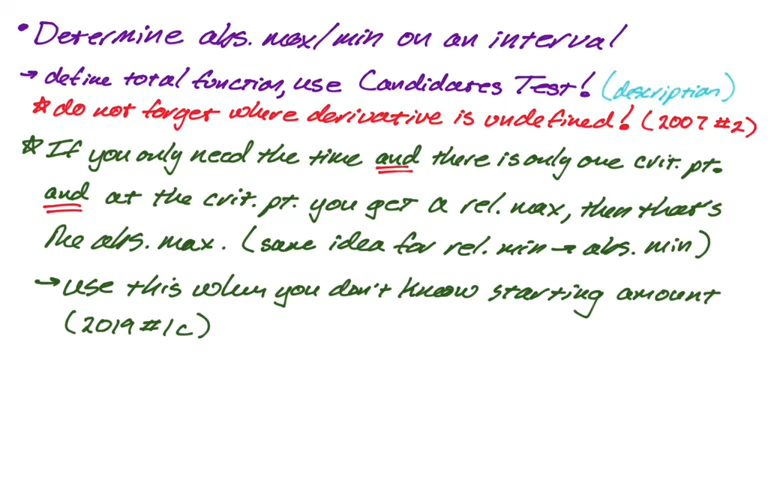 • Determine abs. max/min on an interval
→ define total function, use Candidates Test! (description)
☆ do not forget where derivative is undefined! (2007 #2)
☆ If you only need the time and there is only one crit. pt.
and at the crit. pt. you get a rel. max, then that's
the abs. max. (same idea for rel. min → abs. min)
→ use this when you don't know starting amount
(2019 #1c)